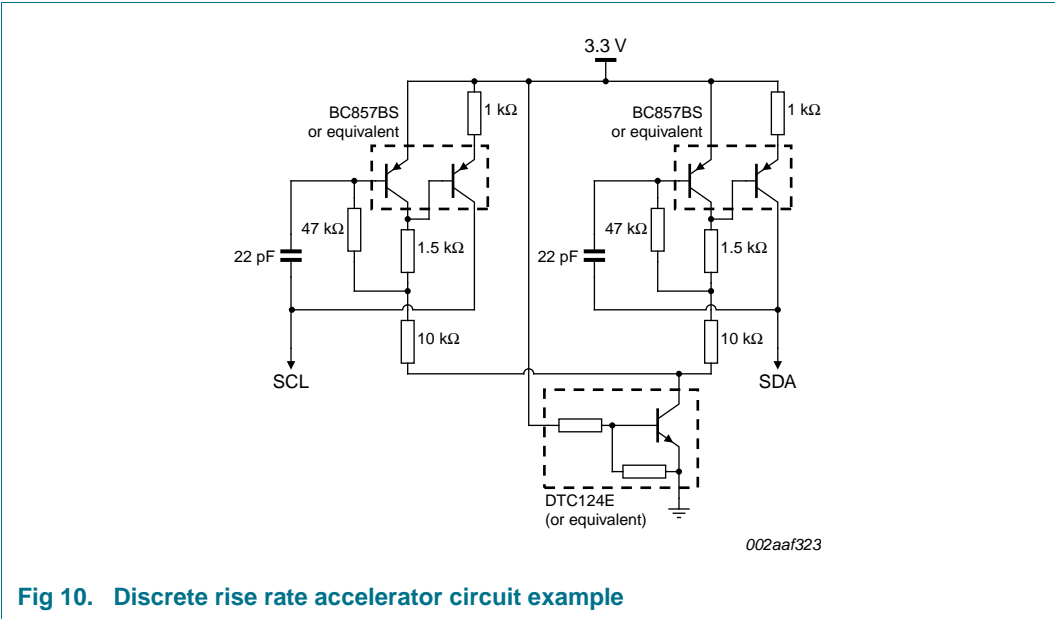 3.3 V
BC857BS
or equivalent
1 kΩ
BC857BS
or equivalent
1 kΩ
47 kΩ
1.5 kΩ
22 pF
47 kΩ
1.5 kΩ
22 pF
10 kΩ
10 kΩ
SCL
SDA
DTC124E
(or equivalent)
002aaf323
Fig 10. Discrete rise rate accelerator circuit example